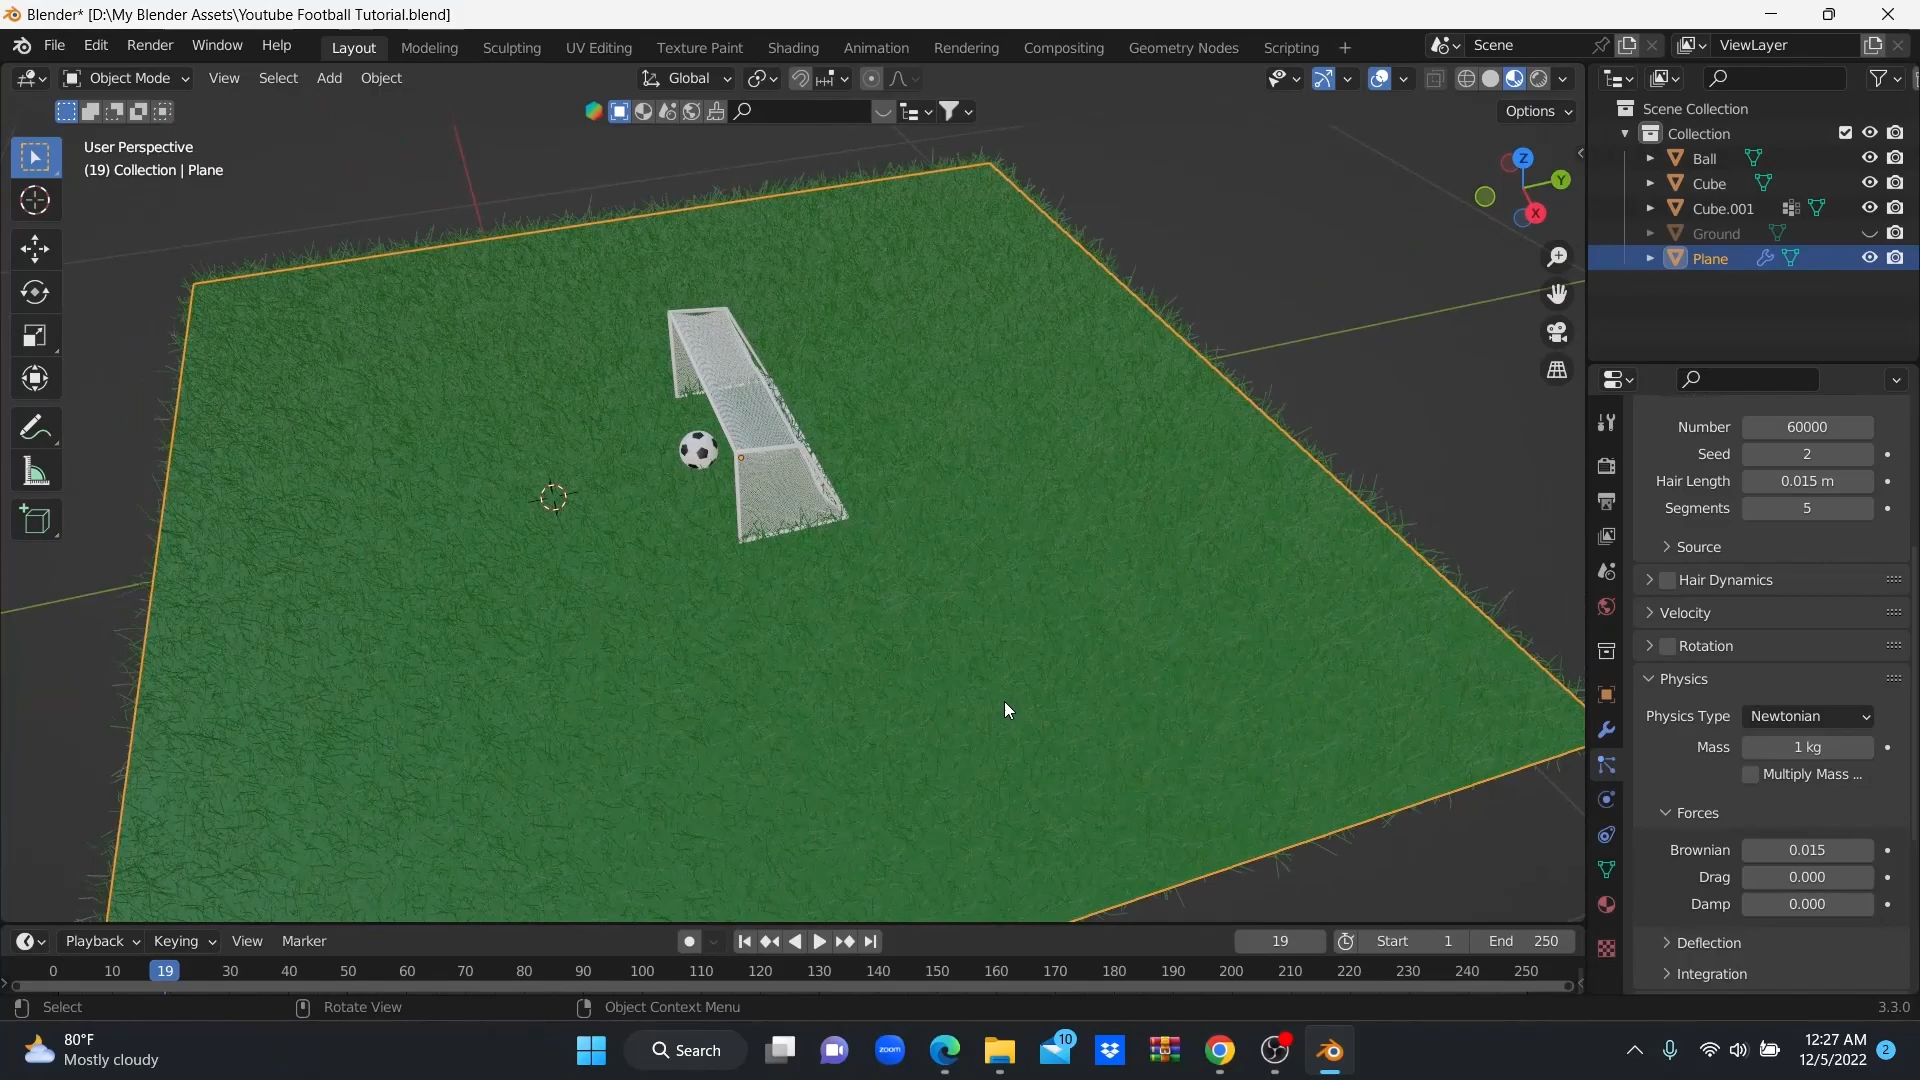 Blender* [D:\My Blender Assets\Youtube Football Tutorial.blend]
File Edit Render Window Help Layout Modeling Sculpting UV Editing Texture Paint Shading Animation Rendering Compositing Geometry Nodes Scripting + Scene ViewLayer
Object Mode View Select Add Object Global
Options
User Perspective
(19) Collection | Plane
Z
Y
X
Scene Collection
Collection
Ball
Cube
Cube.001
Ground
Plane
Number 60000
Seed 2
Hair Length 0.015 m
Segments 5
Source
Hair Dynamics
Velocity
Rotation
Physics
Physics Type Newtonian
Mass 1 kg
Multiply Mass ...
Forces
Brownian 0.015
Drag 0.000
Damp 0.000
Deflection
Integration
Playback Keying View Marker 19 Start 1 End 250
0 10 19 30 40 50 60 70 80 90 100 110 120 130 140 150 160 170 180 190 200 210 220 230 240 250
Select Rotate View Object Context Menu 3.3.0
80°F
Mostly cloudy
Search
zoom
10
12:27 AM
12/5/2022
2